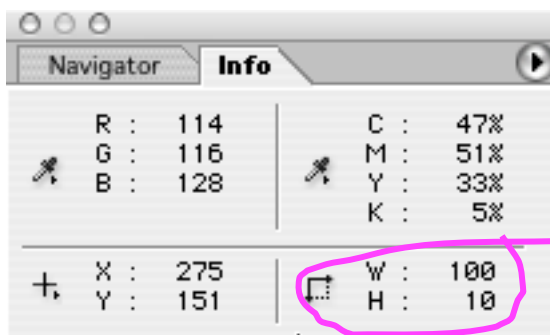 Navigator Info
R : 114
G : 116
B : 128
C : 47%
M : 51%
Y : 33%
K : 5%
X : 275
Y : 151
W : 100
H : 10